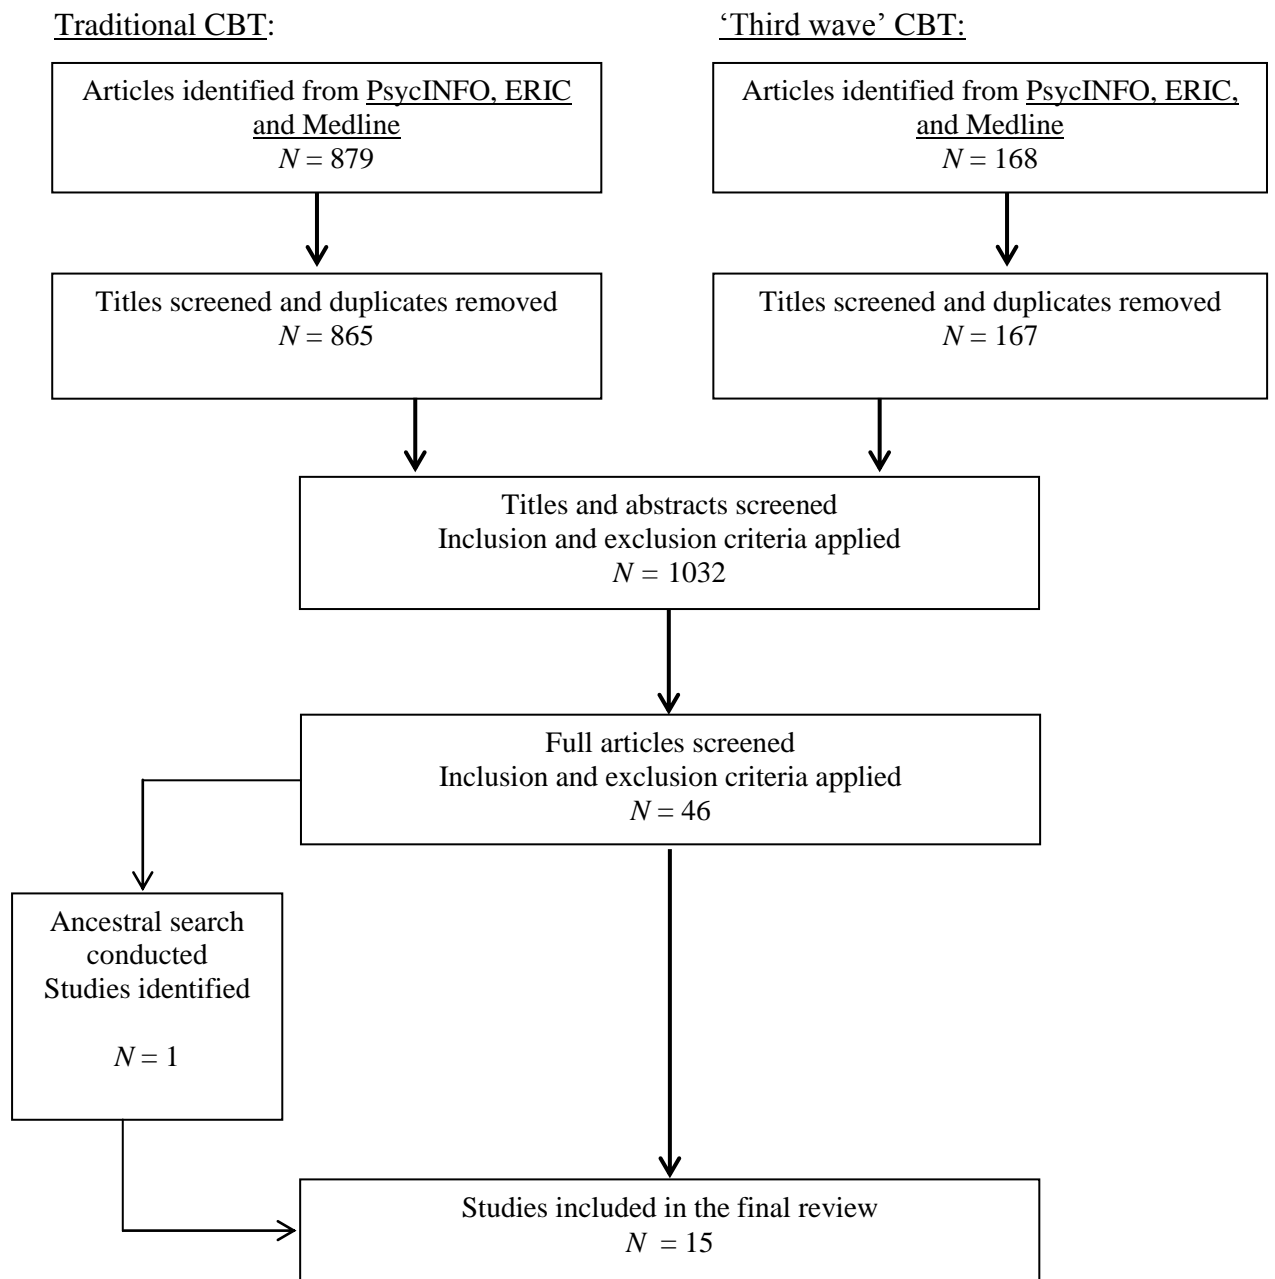 Traditional CBT:
‘Third wave’ CBT:
Articles identified from PsycINFO, ERIC
and Medline
N = 879
Articles identified from PsycINFO, ERIC,
and Medline
N = 168
Titles screened and duplicates removed
N = 865
Titles screened and duplicates removed
N = 167
Titles and abstracts screened
Inclusion and exclusion criteria applied
N = 1032
Full articles screened
Inclusion and exclusion criteria applied
N = 46
Ancestral search
conducted
Studies identified
N = 1
Studies included in the final review
N = 15